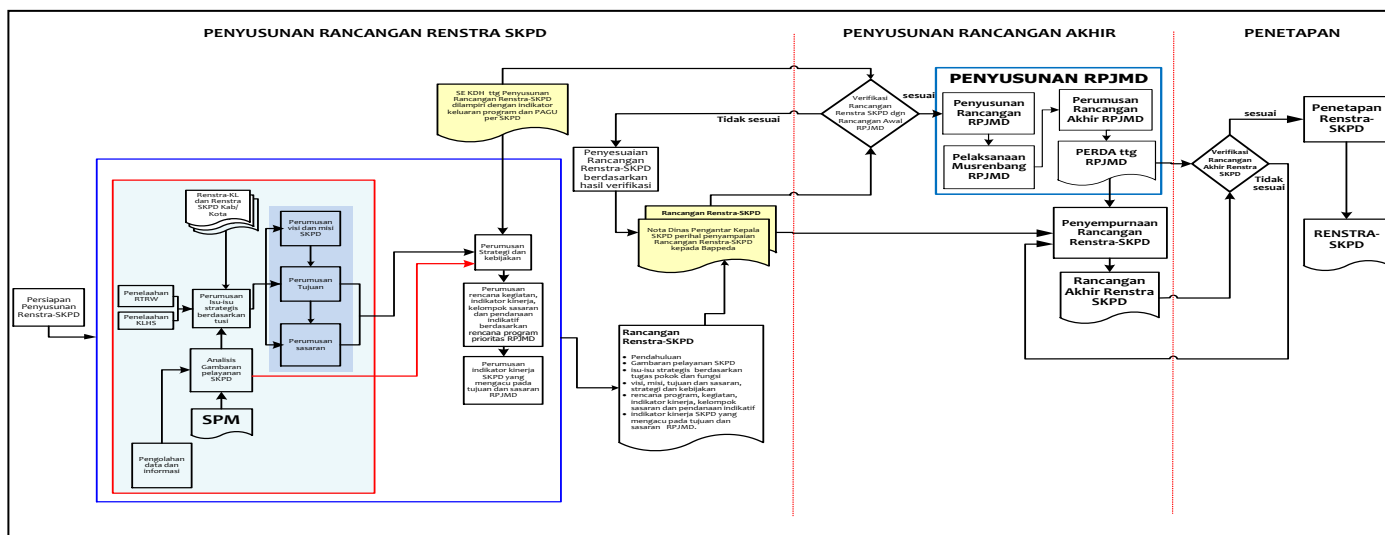 PENYUSUNAN RANCANGAN RENSTRA SKPD
PENYUSUNAN RANCANGAN AKHIR
PENETAPAN
SE KDH ttg Penyusunan
Rancangan Renstra-SKPD
dilampiri dengan indikator
keluaran program dan PAGU
per SKPD
Tidak sesuai
Verifikasi
Rancangan
Renstra SKPD dgn
Rancangan Awal
RPJMD
sesuai
PENYUSUNAN RPJMD
Penyusunan
Rancangan
RPJMD
Perumusan
Rancangan
Akhir RPJMD
Pelaksanaan
Musrenbang
RPJMD
PERDA ttg
RPJMD
sesuai
Verifikasi
Rancangan
Akhir Renstra
SKPD
Tidak
sesuai
Penetapan
Renstra-
SKPD
RENSTRA-
SKPD
Penyesuaian
Rancangan
Renstra-SKPD
berdasarkan
hasil verifikasi
Rancangan Renstra-SKPD
Nota Dinas Pengantar Kepala
SKPD perihal penyampaian
Rancangan Renstra-SKPD
kepada Bappeda
Penyempurnaan
Rancangan
Renstra-SKPD
Rancangan
Akhir Renstra
SKPD
Persiapan
Penyusunan
Renstra-SKPD
Renstra-KL
dan Renstra
SKPD Kab/
Kota
Penelaahan
RTRW
Penelaahan
KLHS
Perumusan
Isu-isu
strategis
berdasarkan
tusi
Perumusan
visi dan misi
SKPD
Perumusan
Tujuan
Perumusan
sasaran
Analisis
Gambaran
pelayanan
SKPD
SPM
Pengolahan
data dan
informasi
Perumusan
Strategi dan
kebijakan
Perumusan
rencana kegiatan,
indikator kinerja,
kelompok sasaran
dan pendanaan
indikatif
berdasarkan
rencana program
prioritas RPJMD
Perumusan
indikator kinerja
SKPD yang
mengacu pada
tujuan dan sasaran
RPJMD
Rancangan
Renstra-SKPD
• Pendahuluan
• Gambaran pelayanan SKPD
• isu-isu strategis berdasarkan
tugas pokok dan fungsi
• visi, misi, tujuan dan sasaran,
strategi dan kebijakan
• rencana program, kegiatan,
indikator kinerja, kelompok
sasaran dan pendanaan indikatif
• indikator kinerja SKPD yang
mengacu pada tujuan dan
sasaran RPJMD.